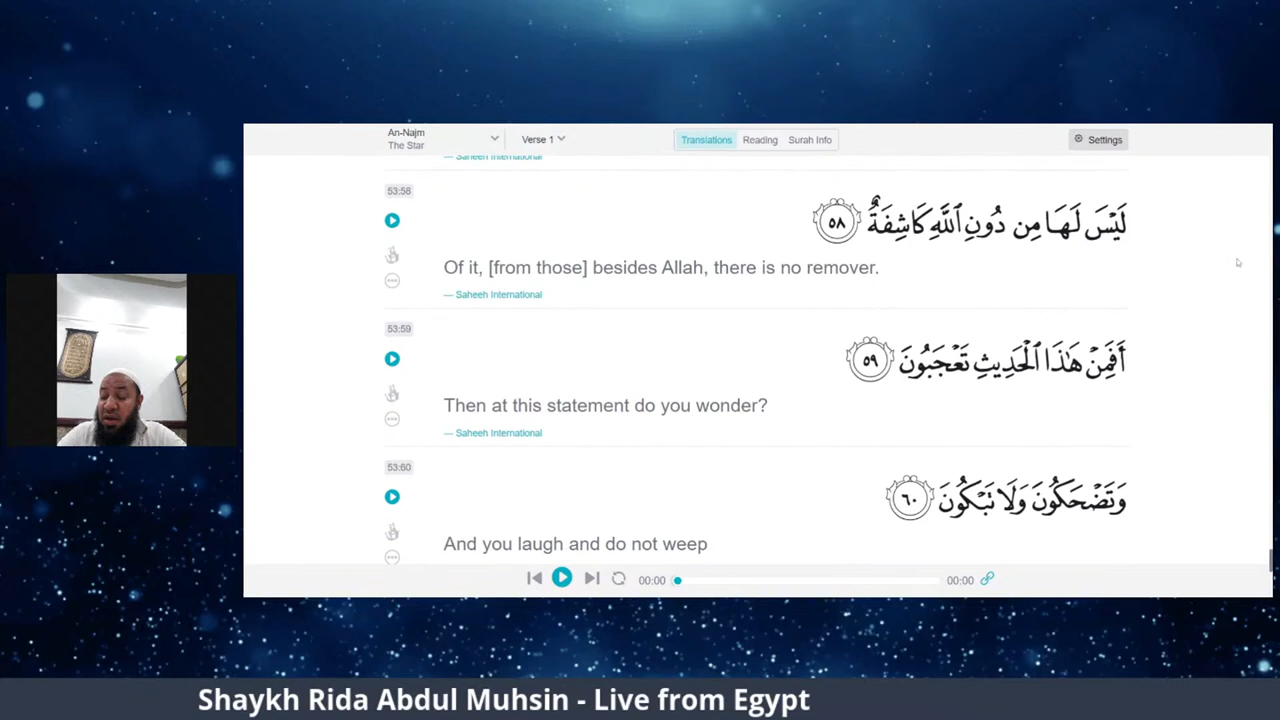 An-Najm
The Star
Verse 1
Translations
Reading
Surah Info
Settings
— Saheeh International
53:58
لَيْسَ لَهَا مِن دُونِ ٱللَّهِ كَاشِفَةٌ ٥٨
Of it, [from those] besides Allah, there is no remover.
— Saheeh International
53:59
أَفَمِنْ هَٰذَا ٱلْحَدِيثِ تَعْجَبُونَ ٥٩
Then at this statement do you wonder?
— Saheeh International
53:60
وَتَضْحَكُونَ وَلَا تَبْكُونَ ٦٠
And you laugh and do not weep
00:00
00:00
Shaykh Rida Abdul Muhsin - Live from Egypt